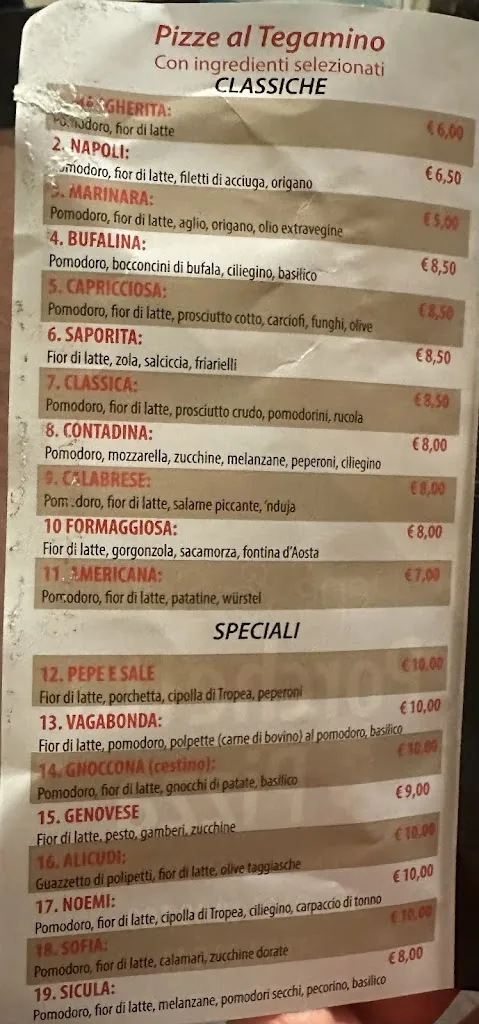 Pizze al Tegamino
Con ingredienti selezionati
CLASSICHE
GHERITA: € 6,00
Pomodoro, fior di latte
2. NAPOLI: € 6,50
omodoro, fior di latte, filetti di acciuga, origano
3. MARINARA: € 5,00
Pomodoro, fior di latte, aglio, origano, olio extravegine
4. BUFALINA: € 8,50
Pomodoro, bocconcini di bufala, ciliegino, basilico
5. CAPRICCIOSA: € 8,50
Pomodoro, fior di latte, prosciutto cotto, carciofi, funghi, olive
6. SAPORITA: € 8,50
Fior di latte, zola, salciccia, friarielli
7. CLASSICA: € 8,50
Pomodoro, fior di latte, prosciutto crudo, pomodorini, rucola
8. CONTADINA: € 8,00
Pomodoro, mozzarella, zucchine, melanzane, peperoni, ciliegino
9. CALABRESE: € 8,00
Pomodoro, fior di latte, salame piccante, 'nduja
10 FORMAGGIOSA: € 8,00
Fior di latte, gorgonzola, sacamorza, fontina d'Aosta
11. AMERICANA: € 7,00
Pomodoro, fior di latte, patatine, würstel
SPECIALI
12. PEPE E SALE € 10,00
Fior di latte, porchetta, cipolla di Tropea, peperoni
13. VAGABONDA: € 10,00
Fior di latte, pomodoro, polpette (carne di bovino) al pomodoro, basilico
14. GNOCCONA (cestino): € 10,00
Pomodoro, fior di latte, gnocchi di patate, basilico
15. GENOVESE € 9,00
Fior di latte, pesto, gamberi, zucchine
16. ALICUDI: € 10,00
Guazzetto di polipetti, fior di latte, olive taggiasche
17. NOEMI: € 10,00
Pomodoro, fior di latte, cipolla di Tropea, ciliegino, carpaccio di tonno
18. SOFIA: € 10,00
Pomodoro, fior di latte, calamari, zucchine dorate
19. SICULA: € 8,00
Pomodoro, fior di latte, melanzane, pomodori secchi, pecorino, basilico